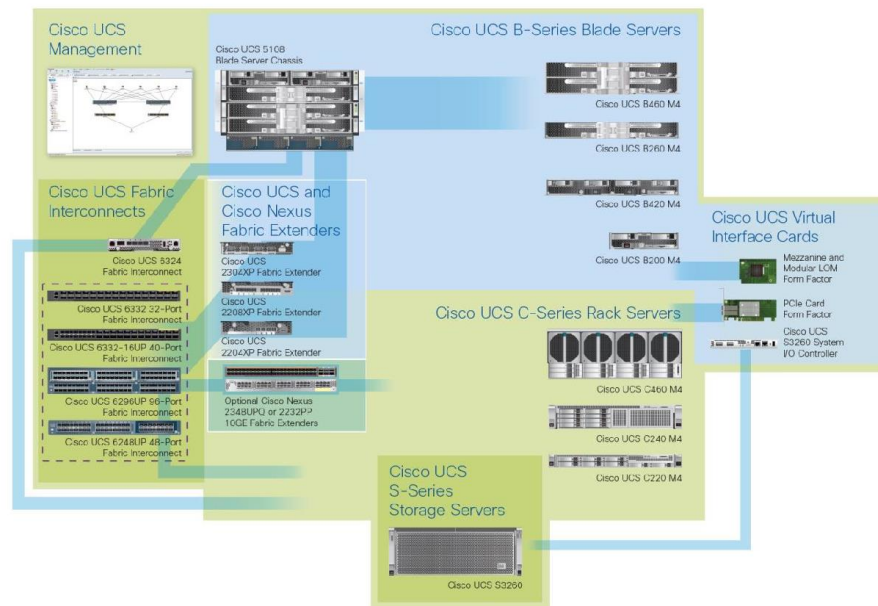 Cisco UCS
Management
Cisco UCS 5108
Blade Server Chassis
Cisco UCS B-Series Blade Servers
Cisco UCS B460 M4
Cisco UCS B260 M4
Cisco UCS B420 M4
Cisco UCS B200 M4
Cisco UCS Fabric
Interconnects
Cisco UCS 6324
Fabric Interconnect
Cisco UCS 6332 32-Port
Fabric Interconnect
Cisco UCS 6332-16UP 40-Port
Fabric Interconnect
Cisco UCS 6296UP 96-Port
Fabric Interconnect
Cisco UCS 6248UP 48-Port
Fabric Interconnect
Cisco UCS and
Cisco Nexus
Fabric Extenders
Cisco UCS
2304XP Fabric Extender
Cisco UCS
2208XP Fabric Extender
Cisco UCS
2204XP Fabric Extender
Optional Cisco Nexus
2348UPQ or 2232PP
10GE Fabric Extenders
Cisco UCS Virtual
Interface Cards
Mezzanine and
Modular LOM
Form Factor
PCIe Card
Form Factor
Cisco UCS
S3260 System
I/O Controller
Cisco UCS C-Series Rack Servers
Cisco UCS C460 M4
Cisco UCS C240 M4
Cisco UCS C220 M4
Cisco UCS
S-Series
Storage Servers
Cisco UCS S3260